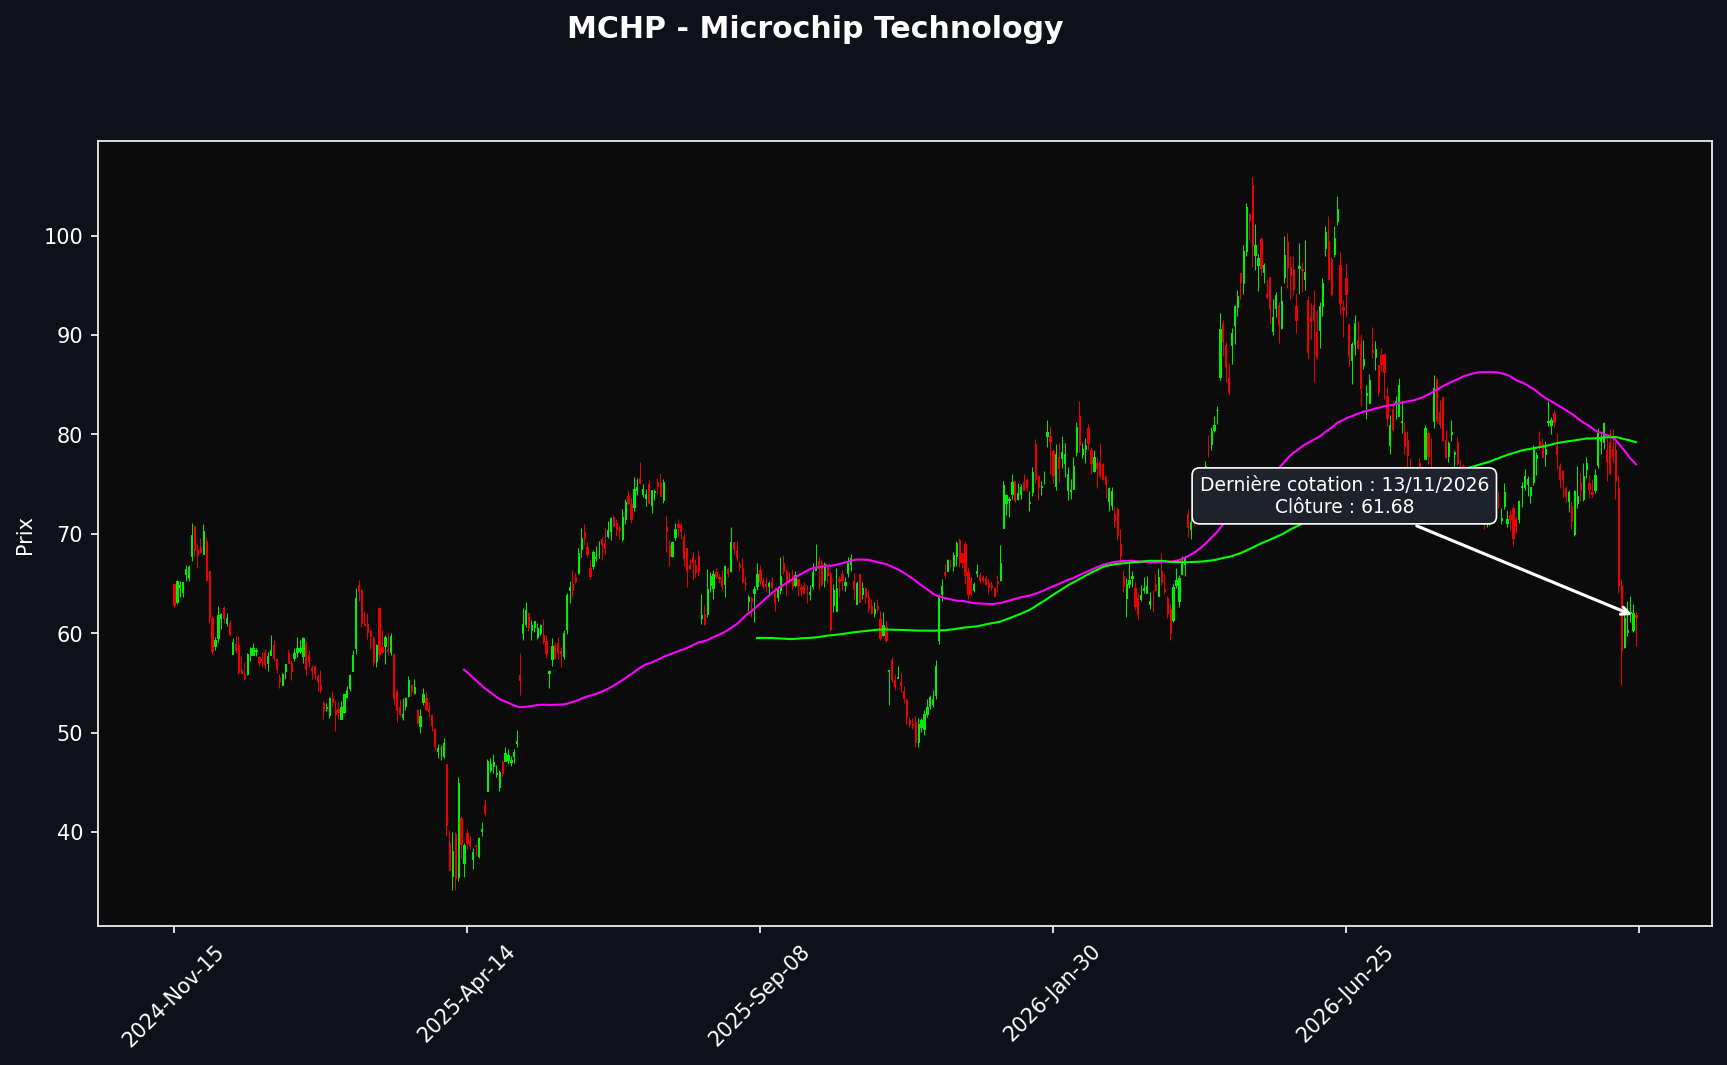 MCHP - Microchip Technology
Prix
100
90
80
70
60
50
40
Dernière cotation : 13/11/2026
Clôture : 61.68
2024-Nov-15
2025-Apr-14
2025-Sep-08
2026-Jan-30
2026-Jun-25